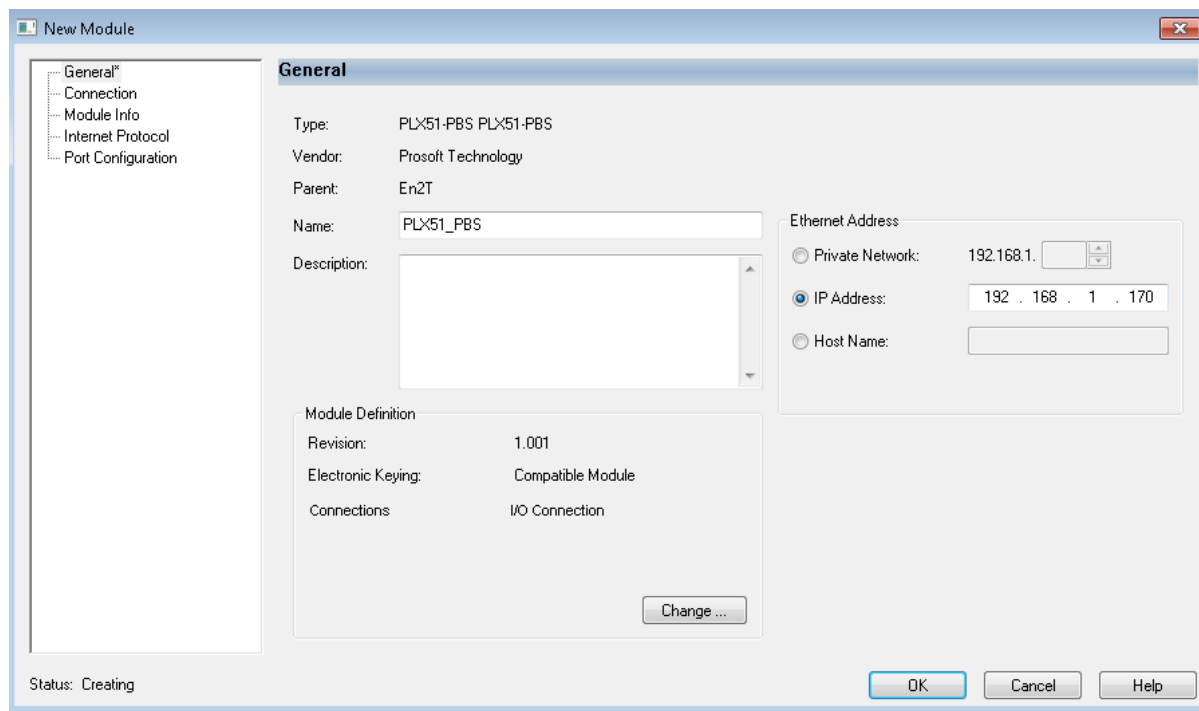 New Module
General*
Connection
Module Info
Internet Protocol
Port Configuration
General
Type: PLX51-PBS PLX51-PBS
Vendor: Prosoft Technology
Parent: En2T
Name: PLX51_PBS
Description:
Ethernet Address
Private Network: 192.168.1.
IP Address: 192 . 168 . 1 . 170
Host Name:
Module Definition
Revision: 1.001
Electronic Keying: Compatible Module
Connections I/O Connection
Change ...
Status: Creating
OK Cancel Help